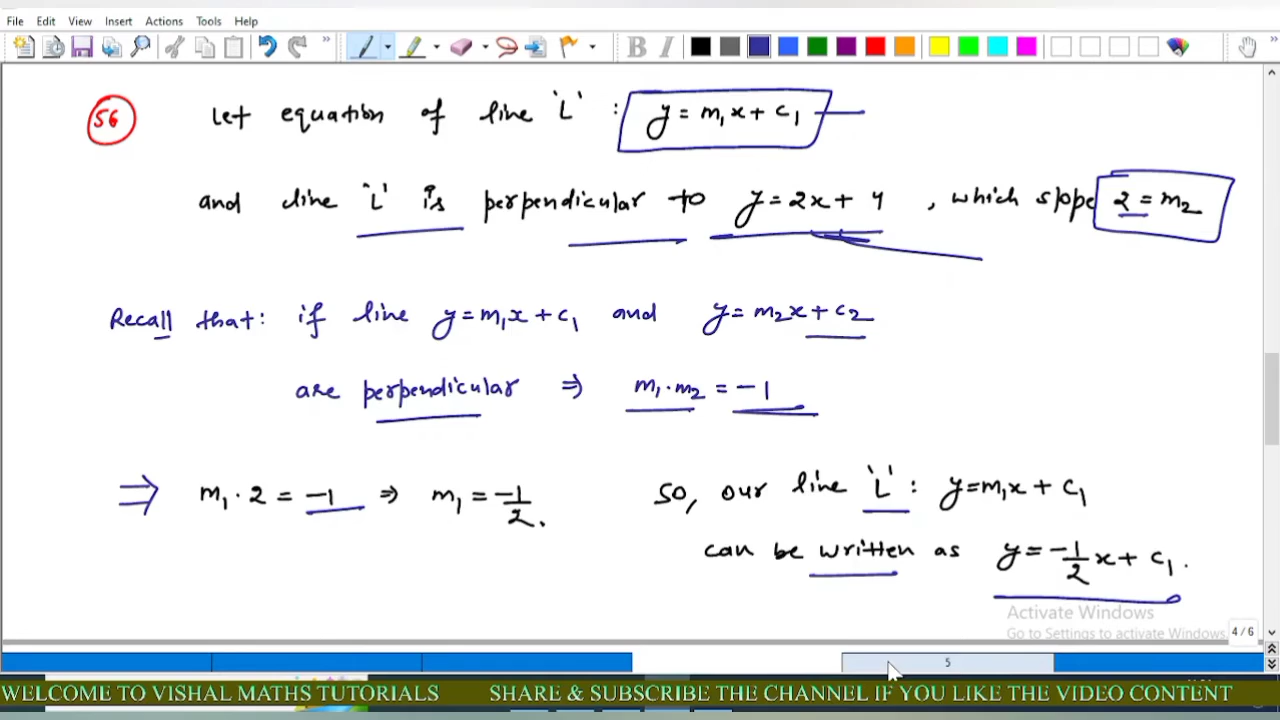 File Edit View Insert Actions Tools Help
B I
56 Let equation of line 'L' : y = m₁x + c₁
and line 'L' is perpendicular to y = 2x + 4 , which slope 2 = m₂
Recall that: if line y = m₁x + c₁ and y = m₂x + c₂
are perpendicular ⇒ m₁·m₂ = -1
⇒ m₁·2 = -1 ⇒ m₁ = -1/2. So, our line 'L': y=m₁x + c₁
can be written as y = -1/2 x + c₁.
Activate Windows
Go to Settings to activate Windows.
4/6
5
WELCOME TO VISHAL MATHS TUTORIALS SHARE & SUBSCRIBE THE CHANNEL IF YOU LIKE THE VIDEO CONTENT